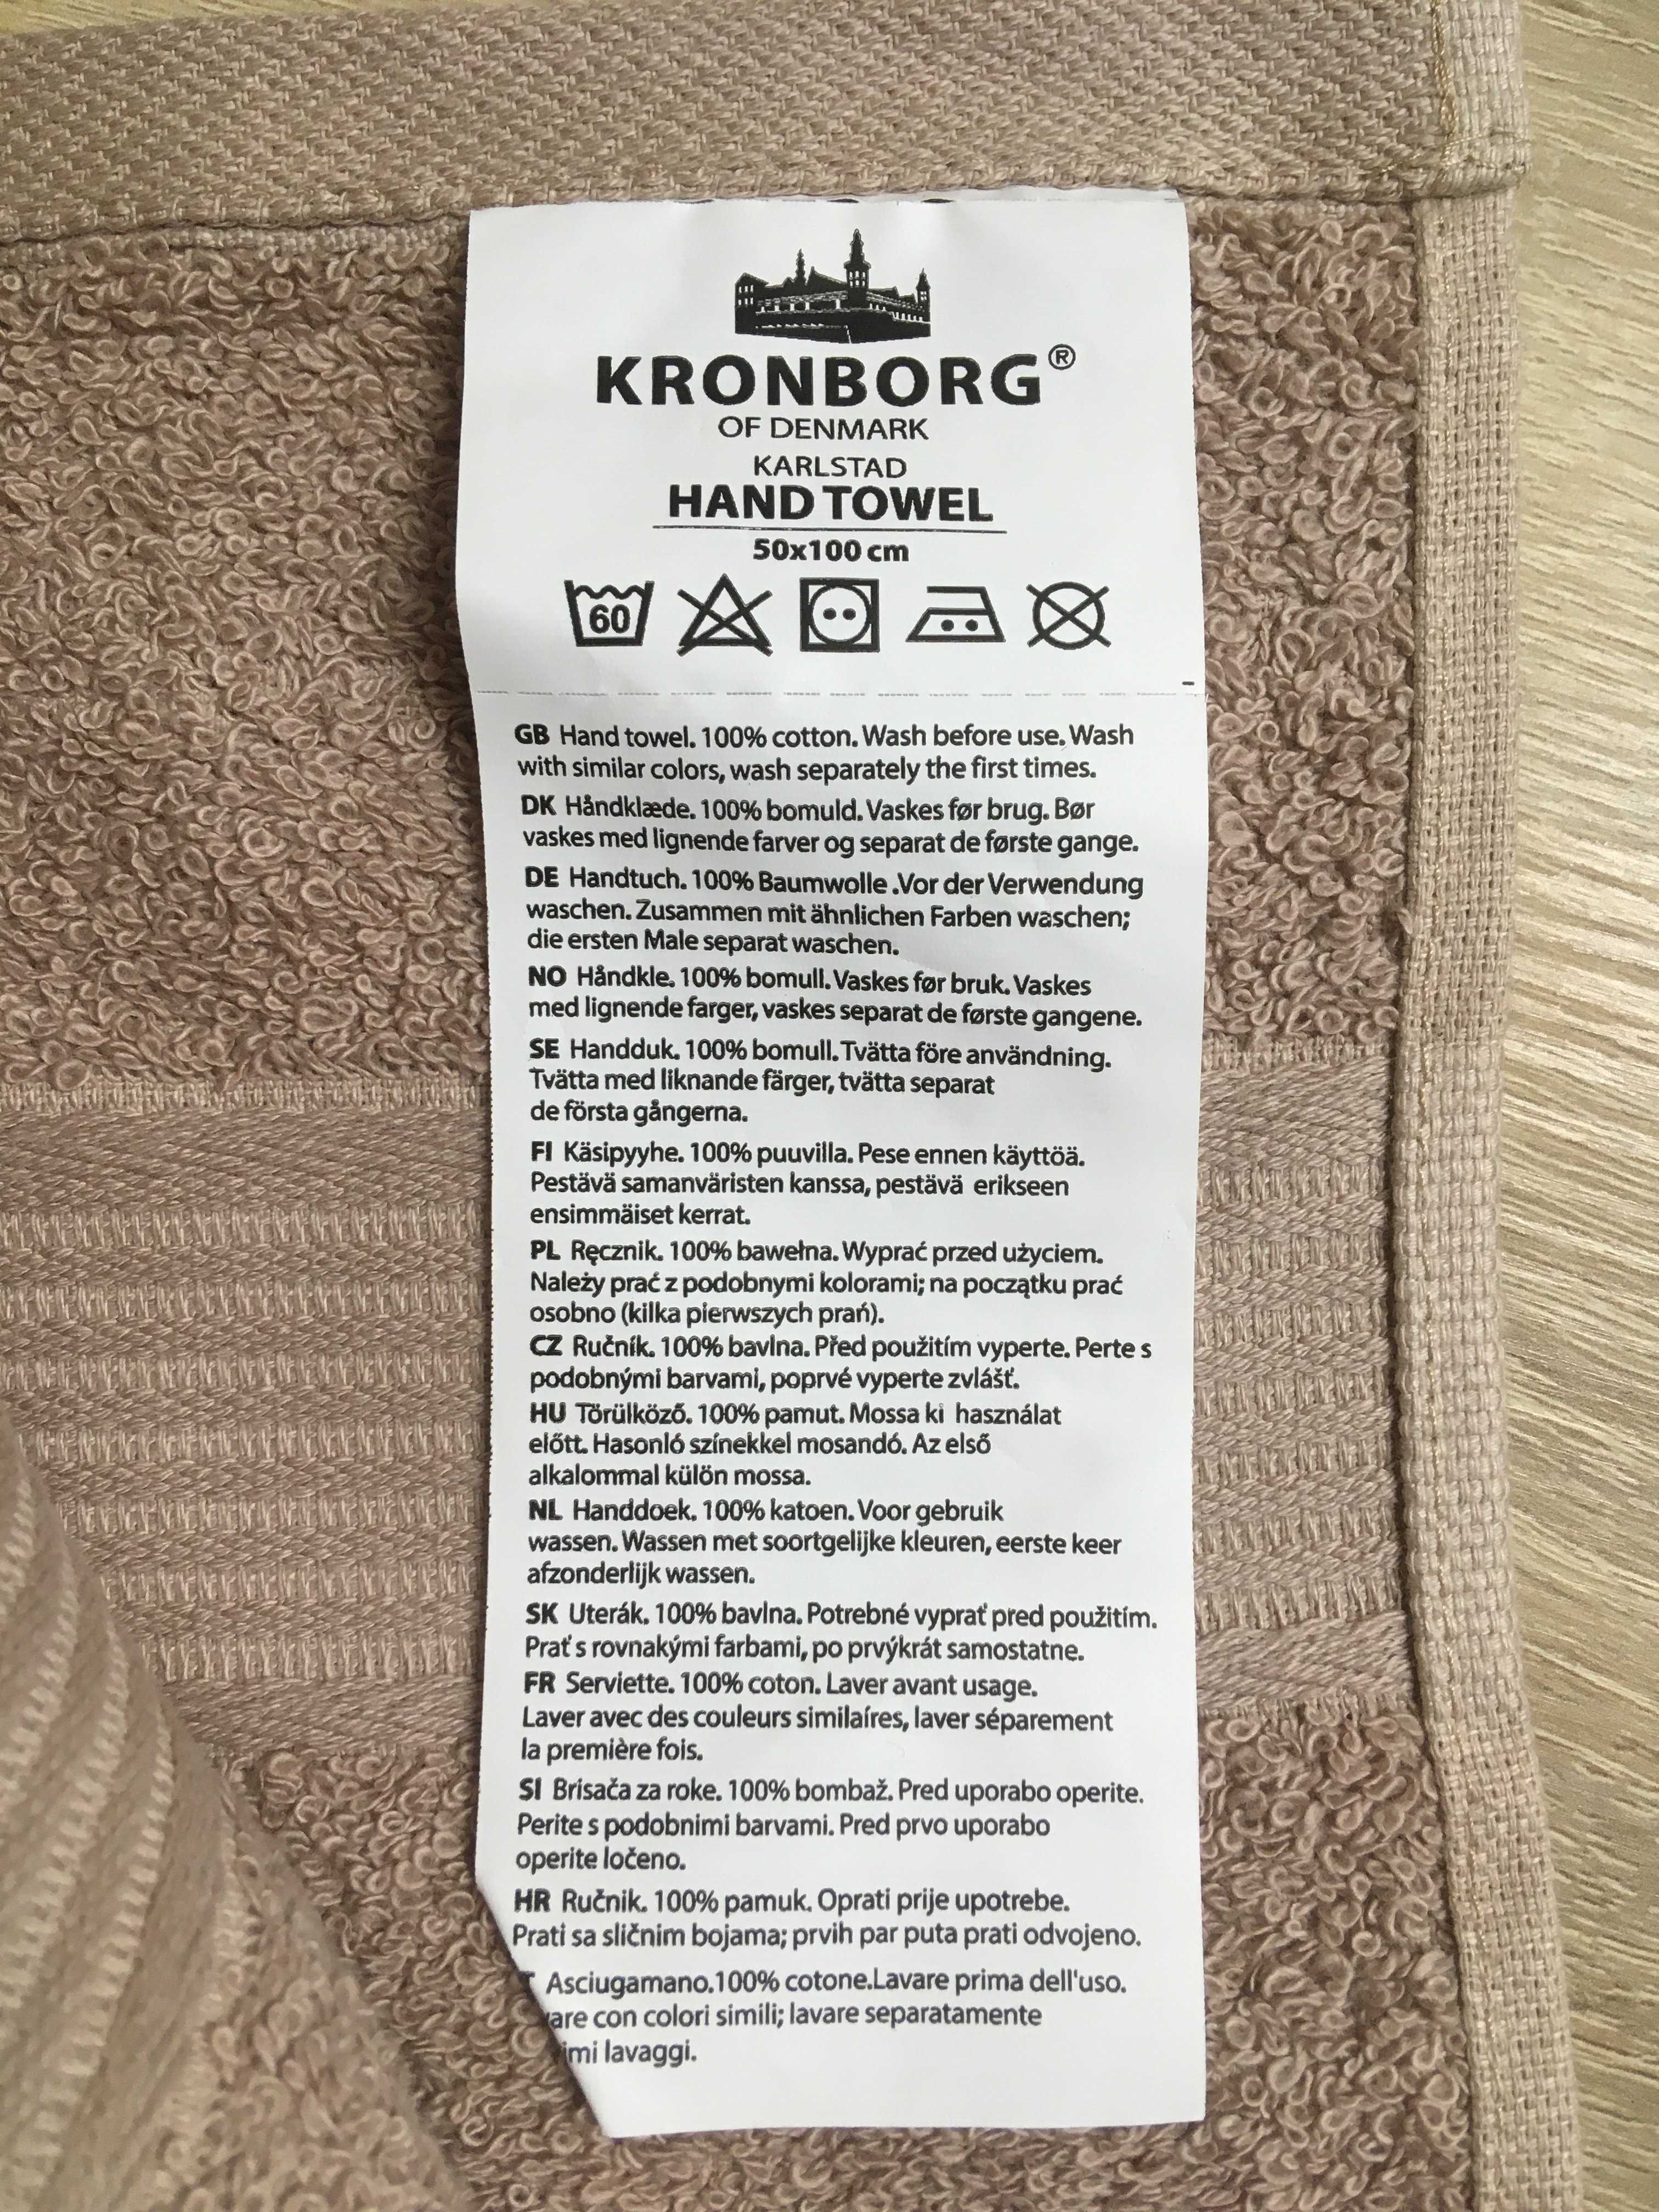 KRONBORG®
OF DENMARK
KARLSTAD
HAND TOWEL
50x100 cm
60
GB Hand towel. 100% cotton. Wash before use. Wash
with similar colors, wash separately the first times.
DK Håndklæde. 100% bomuld. Vaskes før brug. Bør
vaskes med lignende farver og separat de første gange.
DE Handtuch. 100% Baumwolle .Vor der Verwendung
waschen. Zusammen mit ähnlichen Farben waschen;
die ersten Male separat waschen.
NO Håndkle. 100% bomull. Vaskes før bruk. Vaskes
med lignende farger, vaskes separat de første gangene.
SE Handduk. 100% bomull. Tvätta före användning.
Tvätta med liknande färger, tvätta separat
de första gångerna.
FI Käsipyyhe. 100% puuvilla. Pese ennen käyttöä.
Pestävä samanväristen kanssa, pestävä erikseen
ensimmäiset kerrat.
PL Ręcznik. 100% bawełna. Wyprać przed użyciem.
Należy prać z podobnymi kolorami; na początku prać
osobno (kilka pierwszych prań).
CZ Ručník. 100% bavlna. Před použitím vyperte. Perte s
podobnými barvami, poprvé vyperte zvlášť.
HU Törülköző. 100% pamut. Mossa ki használat
előtt. Hasonló színekkel mosandó. Az első
alkalommal külön mossa.
NL Handdoek. 100% katoen. Voor gebruik
wassen. Wassen met soortgelijke kleuren, eerste keer
afzonderlijk wassen.
SK Uterák. 100% bavlna. Potrebné vyprať pred použitím.
Prať s rovnakými farbami, po prvýkrát samostatne.
FR Serviette. 100% coton. Laver avant usage.
Laver avec des couleurs similaíres, laver séparement
la première fois.
SI Brisača za roke. 100% bombaž. Pred uporabo operite.
Perite s podobnimi barvami. Pred prvo uporabo
operite ločeno.
HR Ručnik. 100% pamuk. Oprati prije upotrebe.
Prati sa sličnim bojama; prvih par puta prati odvojeno.
Asciugamano.100% cotone.Lavare prima dell'uso.
con colori simili; lavare separatamente
lavaggi.